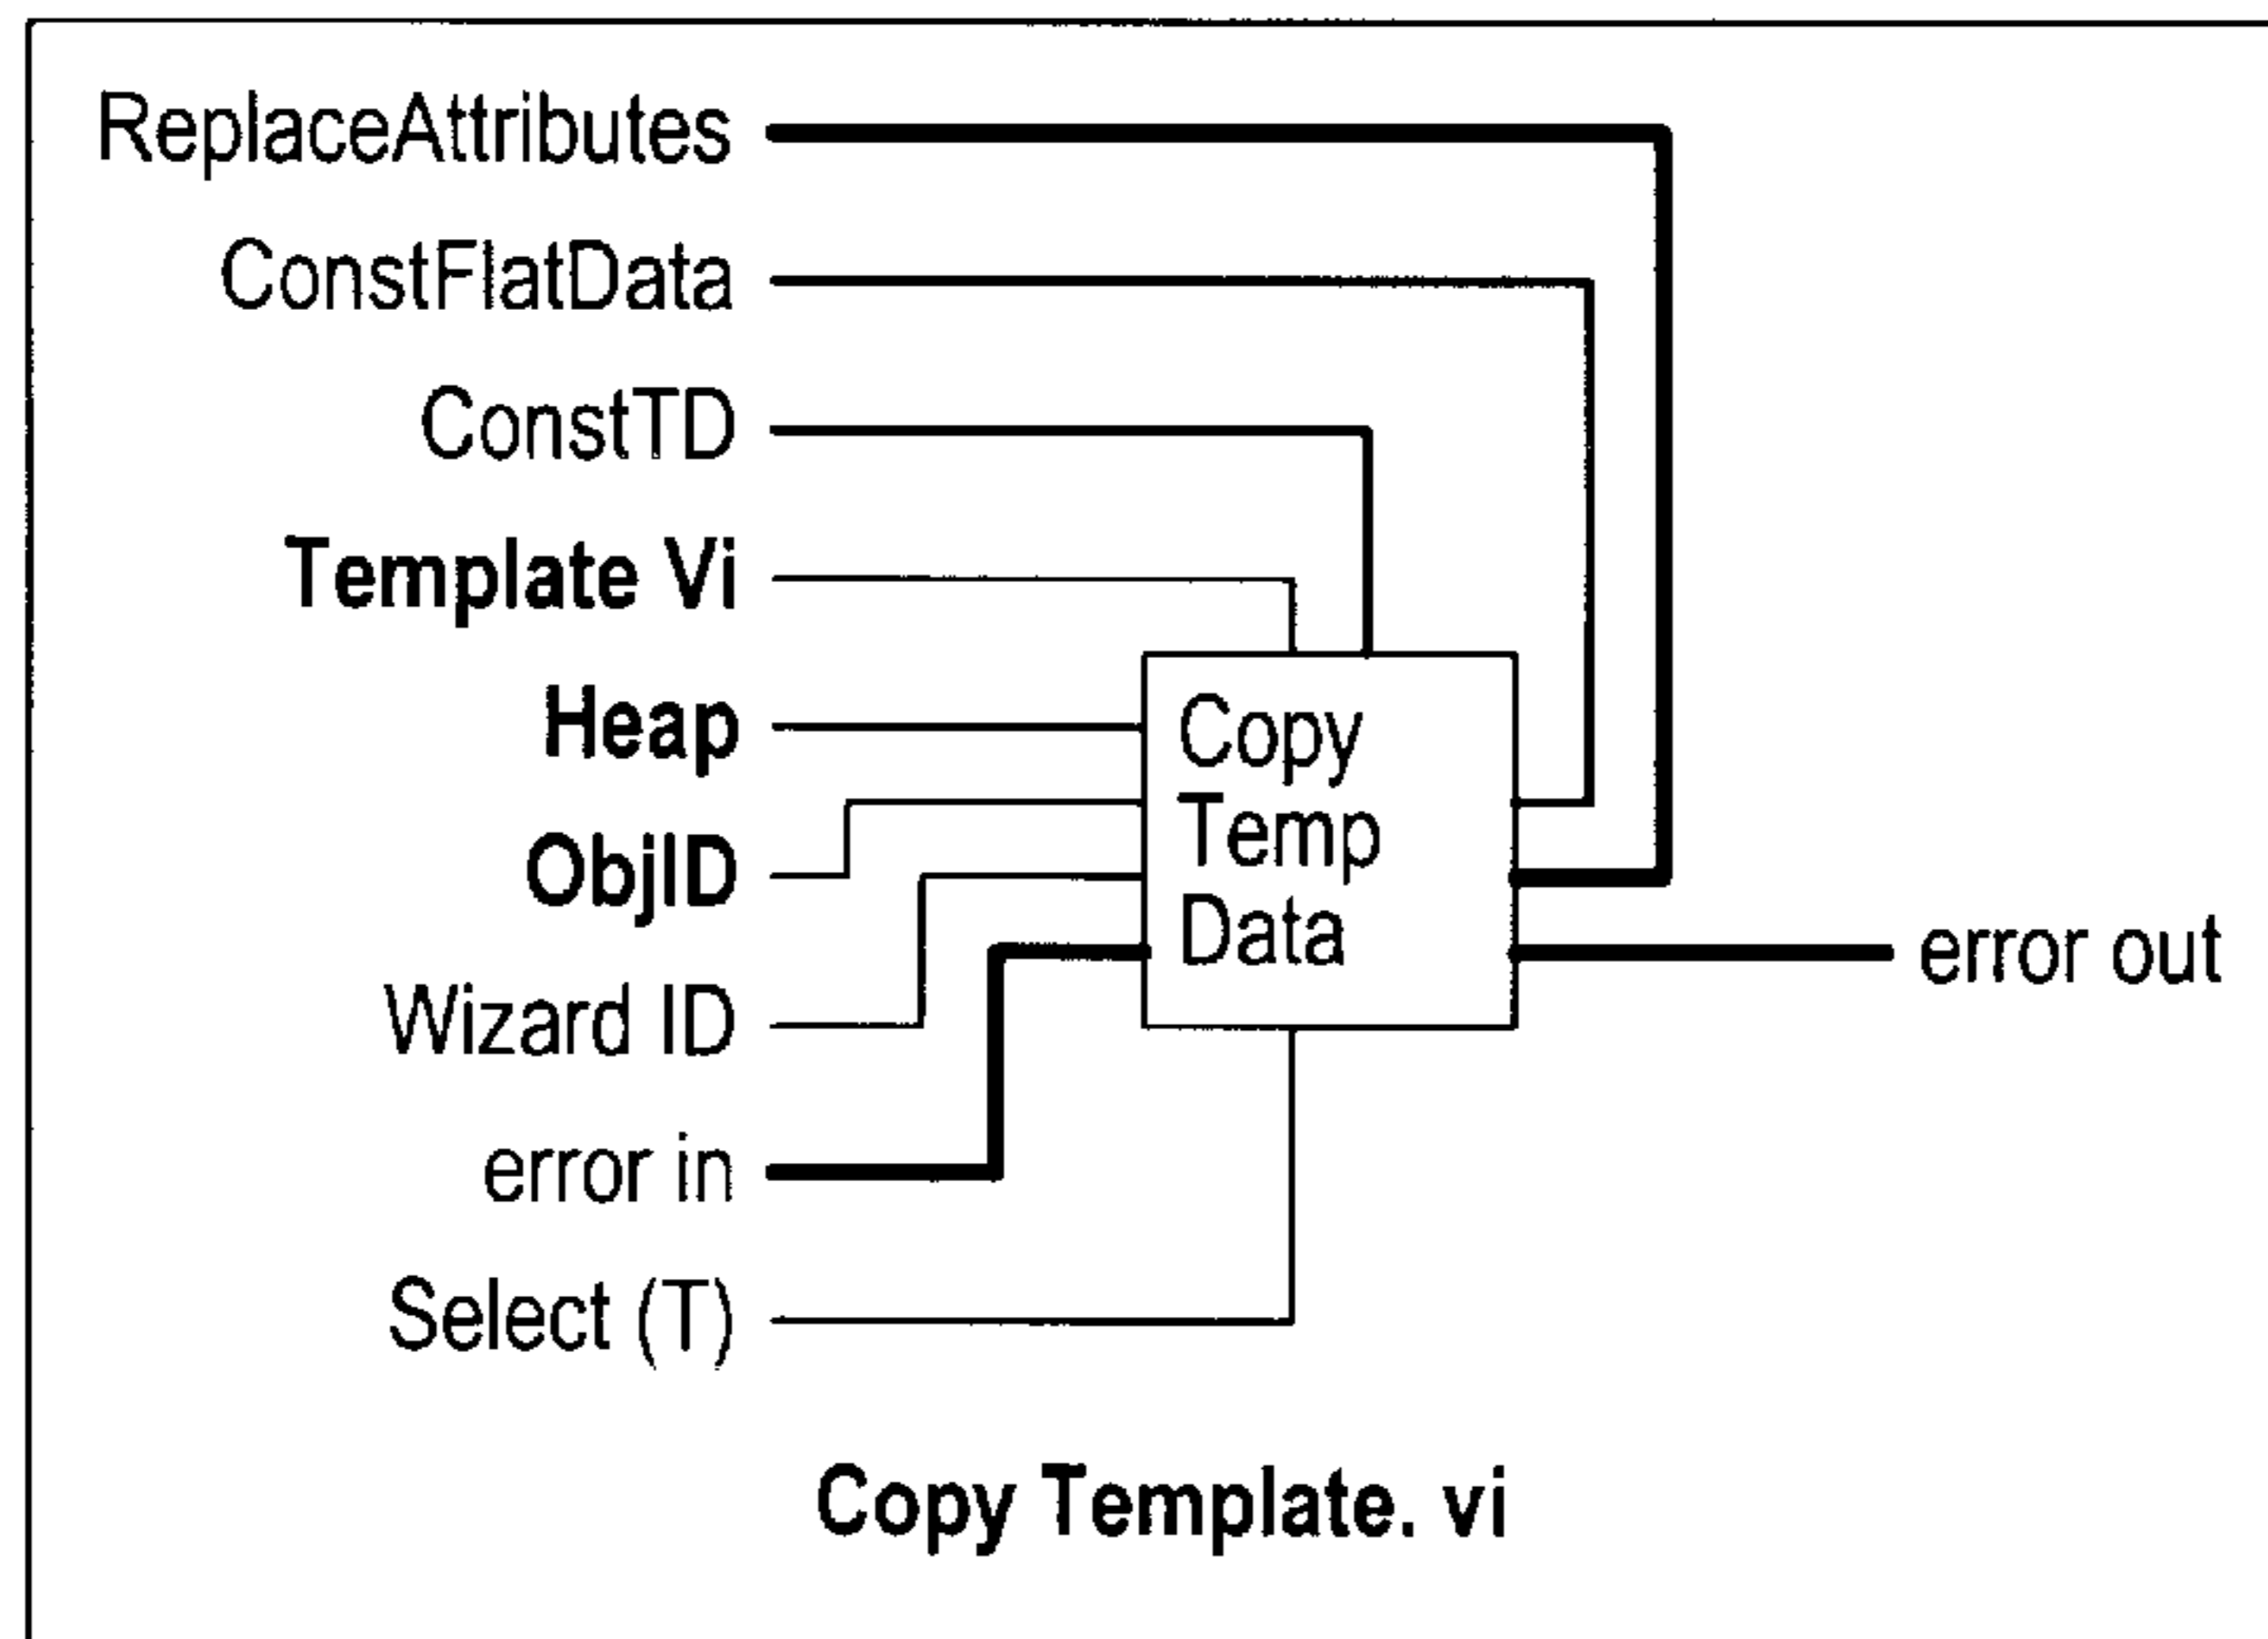 ReplaceAttributes
ConstFlatData
ConstTD
Template Vi
Heap
ObjID
Wizard ID
error in
Select (T)
Copy
Temp
Data
error out
Copy Template. vi